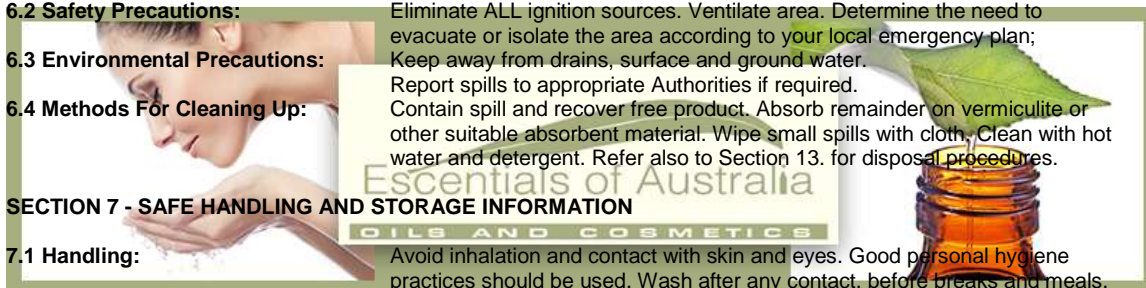 6.2 Safety Precautions: Eliminate ALL ignition sources. Ventilate area. Determine the need to
evacuate or isolate the area according to your local emergency plan;
6.3 Environmental Precautions: Keep away from drains, surface and ground water.
Report spills to appropriate Authorities if required.
6.4 Methods For Cleaning Up: Contain spill and recover free product. Absorb remainder on vermiculite or
other suitable absorbent material. Wipe small spills with cloth. Clean with hot
water and detergent. Refer also to Section 13. for disposal procedures.
Escentials of Australia
SECTION 7 - SAFE HANDLING AND STORAGE INFORMATION
OILS AND COSMETICS
7.1 Handling: Avoid inhalation and contact with skin and eyes. Good personal hygiene
practices should be used. Wash after any contact, before breaks and meals.